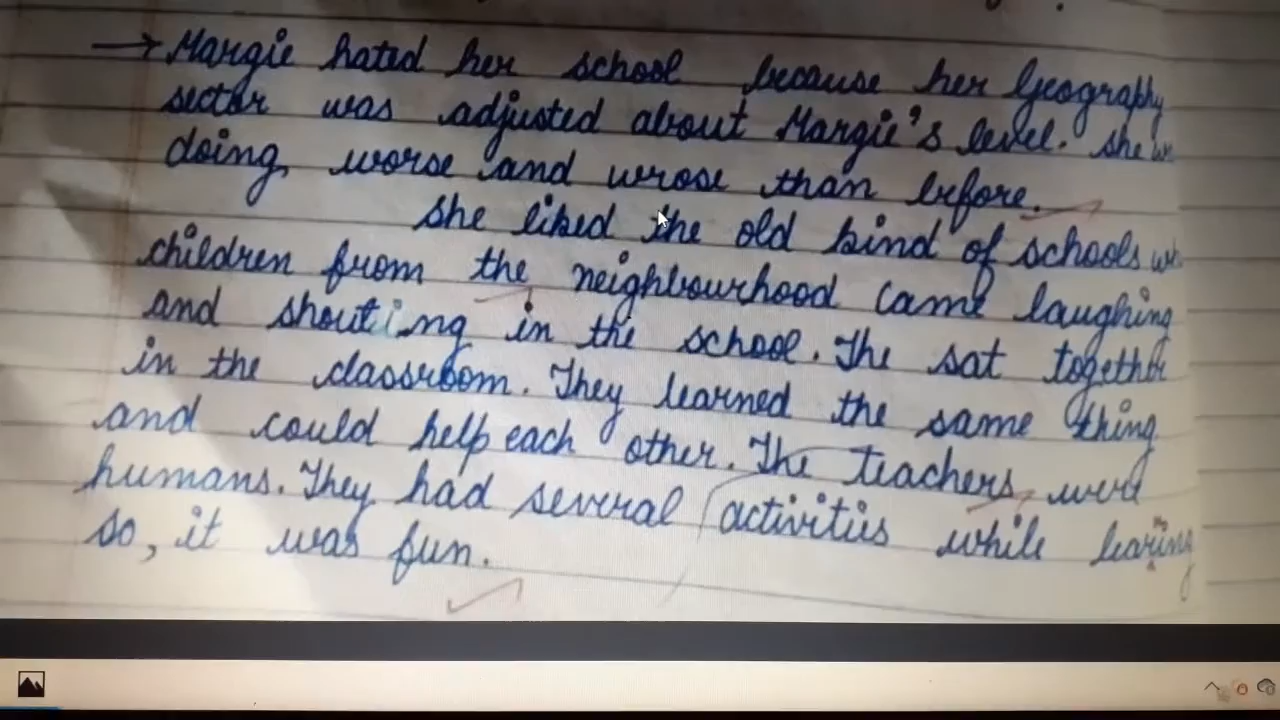 → Margie hated her school because her Geography
sector was adjusted about Margie's level. She
doing worse and wrose than before.
She liked the old kind of schools
children from the neighbourhood came laughing
and shouting in the school. The sat together
in the classroom. They learned the same thing
and could help each other. The teachers were
humans. They had several activities while learing
so, it was fun.